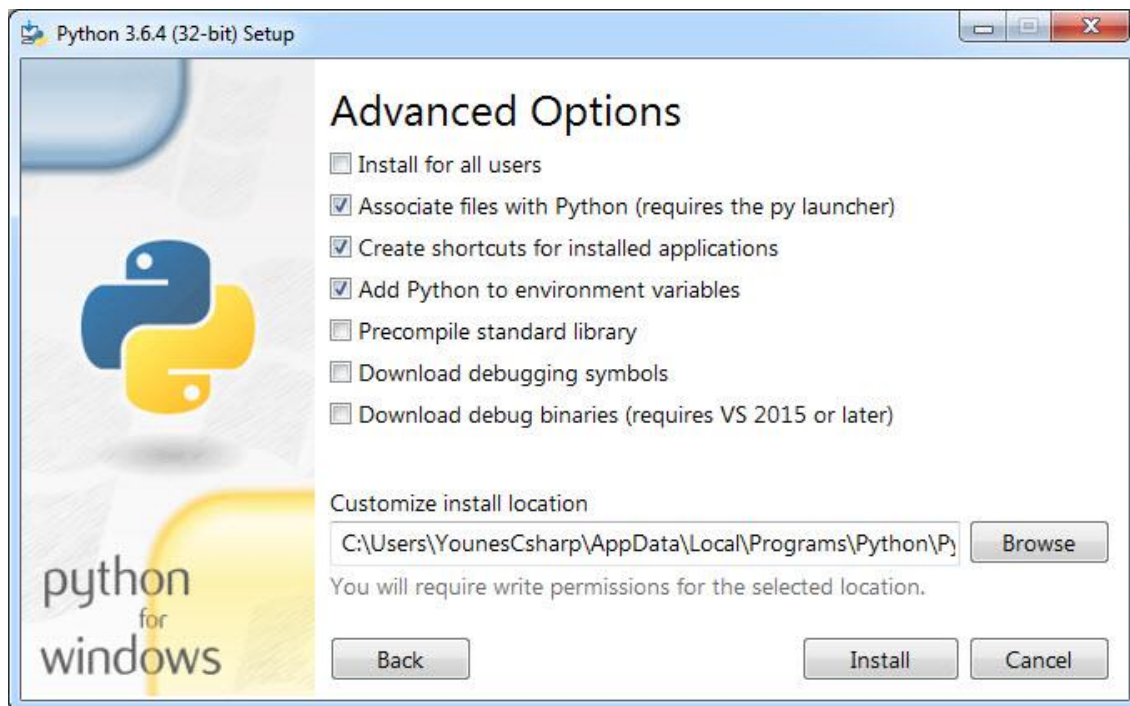 Python 3.6.4 (32-bit) Setup
Advanced Options
Install for all users
Associate files with Python (requires the py launcher)
Create shortcuts for installed applications
Add Python to environment variables
Precompile standard library
Download debugging symbols
Download debug binaries (requires VS 2015 or later)
Customize install location
C:\Users\YounesCsharp\AppData\Local\Programs\Python\Py
Browse
You will require write permissions for the selected location.
python
for
windows
Back
Install
Cancel